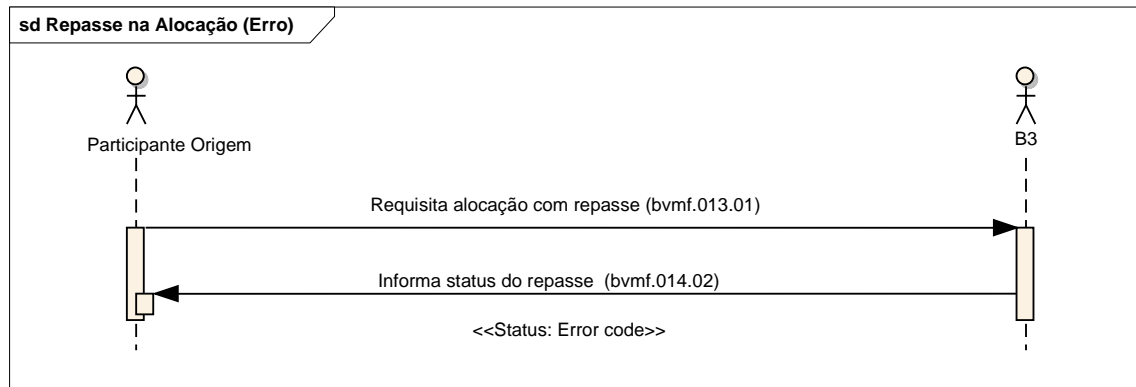 sd Repasse na Alocação (Erro)
Participante Origem
B3
Requisita alocação com repasse (bvmf.013.01)
Informa status do repasse (bvmf.014.02)
<<Status: Error code>>